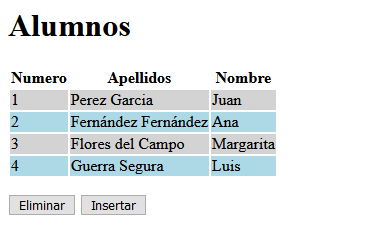 Alumnos
Numero Apellidos Nombre
1 Perez Garcia Juan
2 Fernández Fernández Ana
3 Flores del Campo Margarita
4 Guerra Segura Luis
Eliminar Insertar